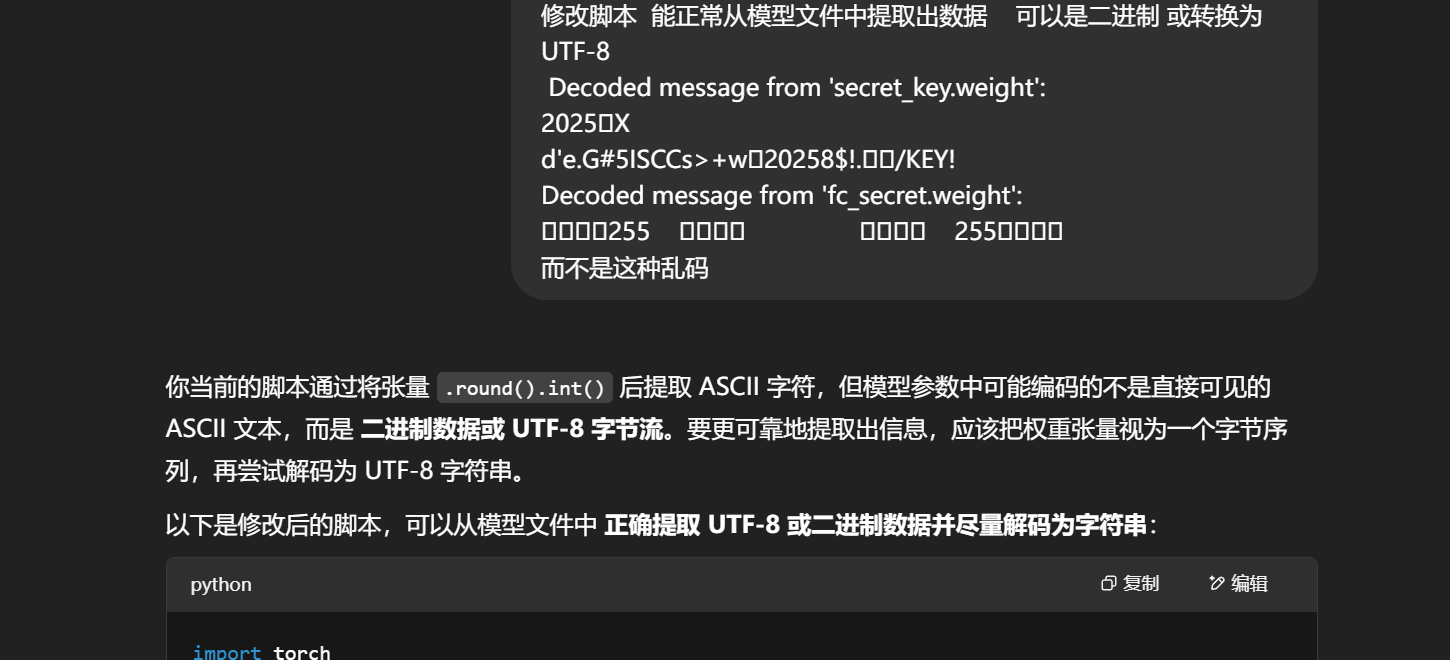 修改脚本 能正常从模型文件中提取出数据 可以是二进制 或转换为
UTF-8
Decoded message from 'secret_key.weight':
2025□X
d'e.G#5ISCCs>+w□20258$!.□□/KEY!
Decoded message from 'fc_secret.weight':
□□□□255 □□□□ □□□□ 255□□□□
而不是这种乱码
你当前的脚本通过将张量 .round().int() 后提取 ASCII 字符，但模型参数中可能编码的不是直接可见的
ASCII 文本，而是 二进制数据或 UTF-8 字节流。要更可靠地提取出信息，应该把权重张量视为一个字节序
列，再尝试解码为 UTF-8 字符串。
以下是修改后的脚本，可以从模型文件中 正确提取 UTF-8 或二进制数据并尽量解码为字符串：
python 复制 编辑
import torch